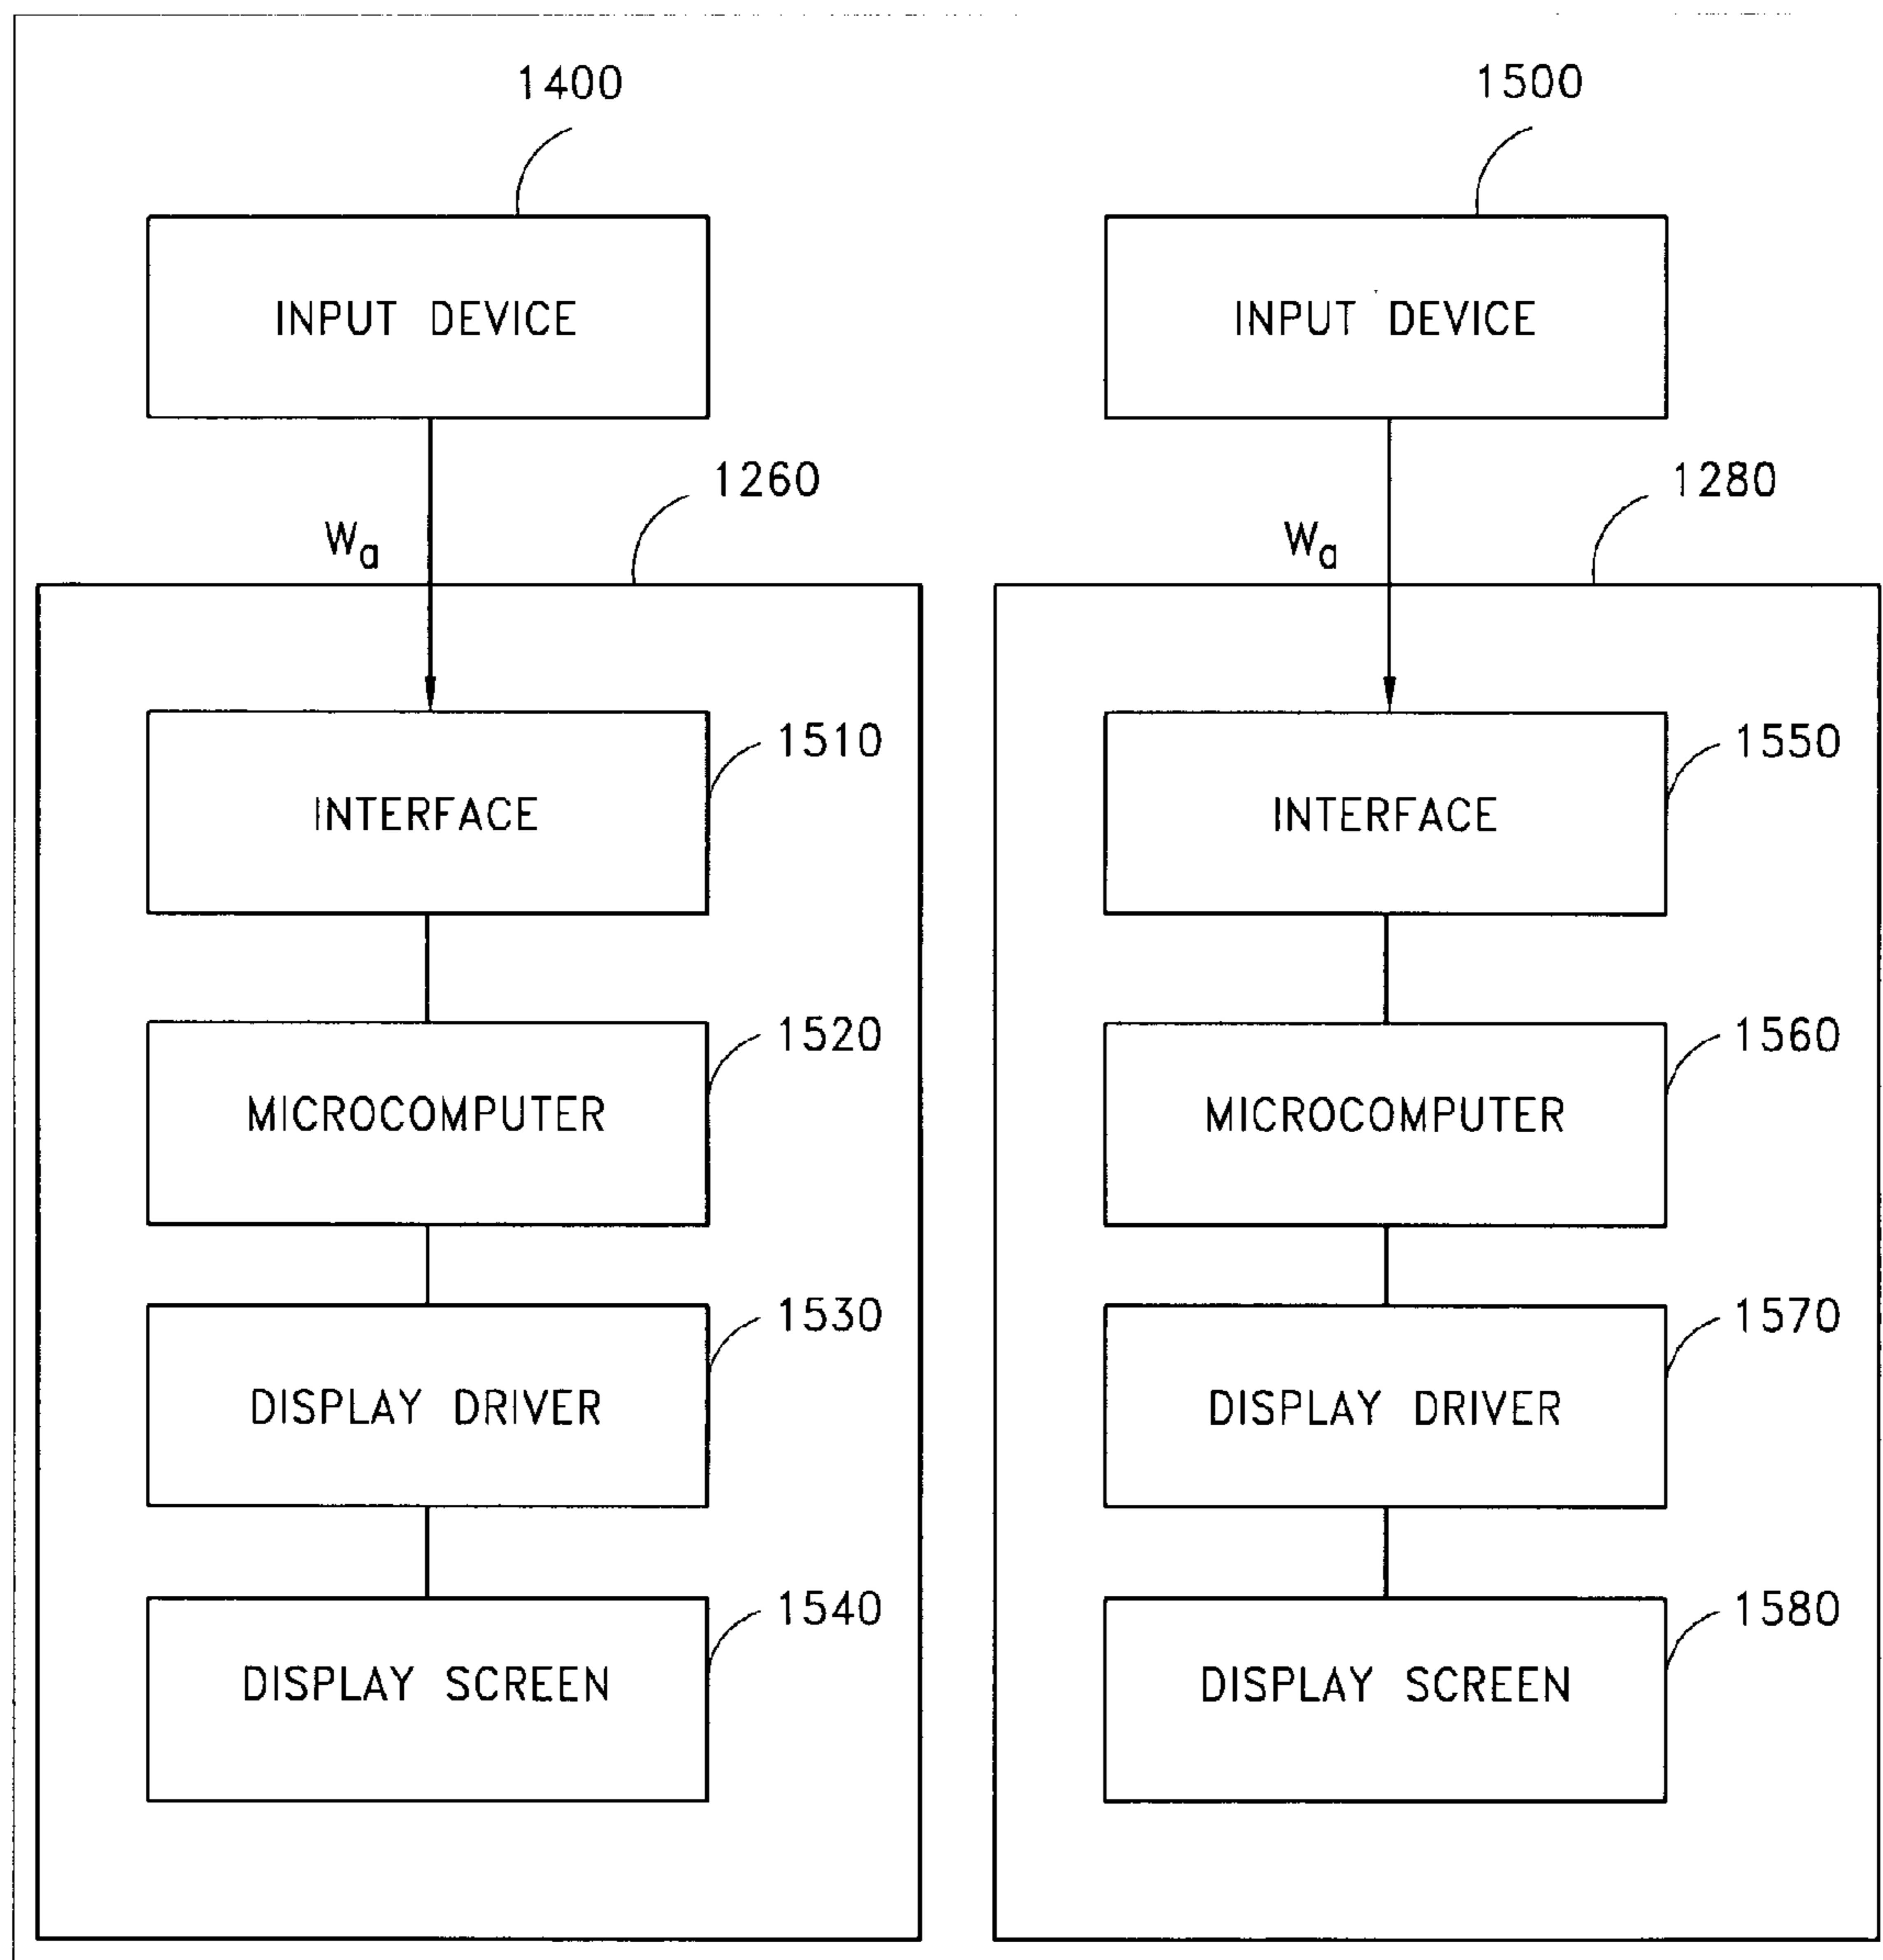 1400
INPUT DEVICE
Wa
1260
INTERFACE
1510
MICROCOMPUTER
1520
DISPLAY DRIVER
1530
DISPLAY SCREEN
1540
1500
INPUT DEVICE
Wa
1280
INTERFACE
1550
MICROCOMPUTER
1560
DISPLAY DRIVER
1570
DISPLAY SCREEN
1580